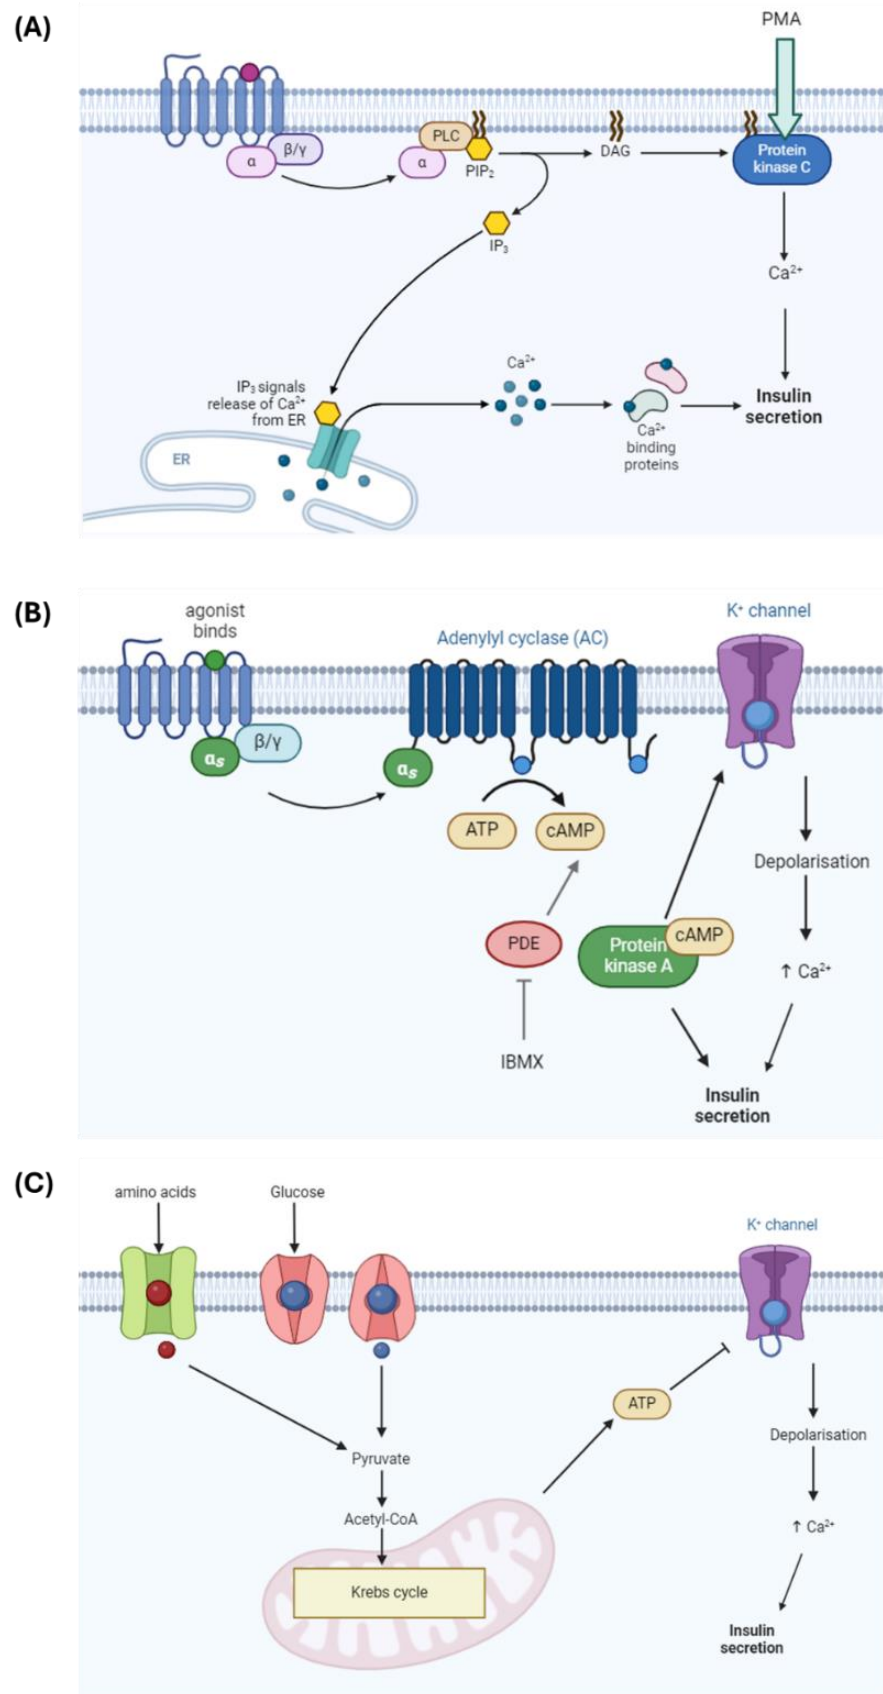 (A)
PMA
α
β/γ
PLC
α
PIP₂
DAG
Protein
kinase C
IP₃
Ca²⁺
IP₃ signals
release of Ca²⁺
from ER
Ca²⁺
Ca²⁺
binding
proteins
Insulin
secretion
ER
(B)
agonist
binds
Adenylyl cyclase (AC)
K⁺ channel
αs
β/γ
αs
ATP
cAMP
Depolarisation
PDE
Protein
kinase A
cAMP
↑ Ca²⁺
IBMX
Insulin
secretion
(C)
amino acids
Glucose
K⁺ channel
ATP
Pyruvate
Depolarisation
Acetyl-CoA
↑ Ca²⁺
Krebs cycle
Insulin
secretion